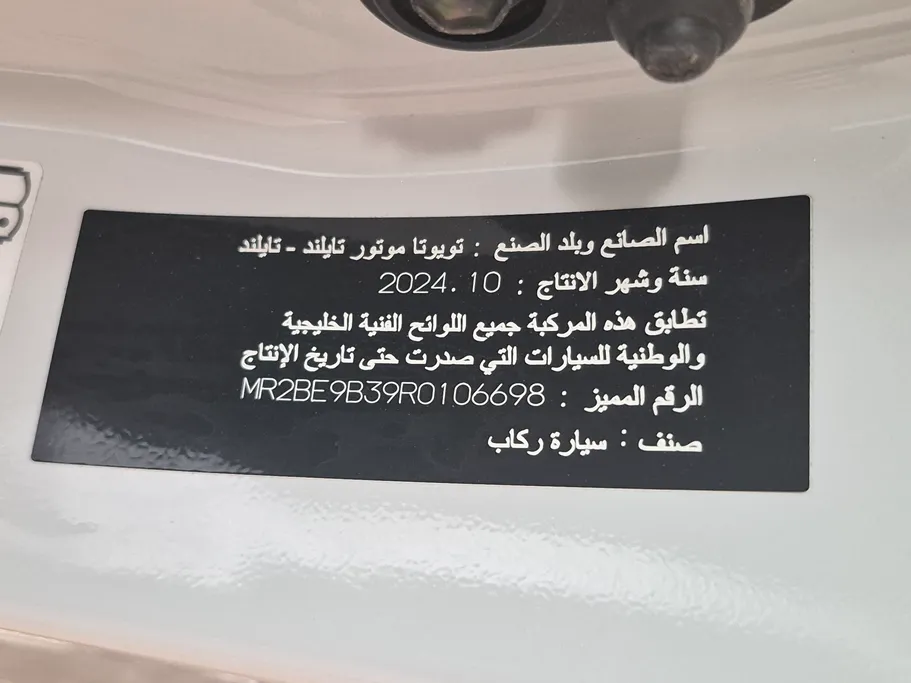 اسم الصانع وبلد الصنع : تويوتا موتور تايلند - تايلند
سنة وشهر الانتاج : 2024.10
تطابق هذه المركبة جميع اللوائح الفنية الخليجية
والوطنية للسيارات التي صدرت حتى تاريخ الإنتاج
الرقم المميز : MR2BE9B39R0106698
صنف : سيارة ركاب